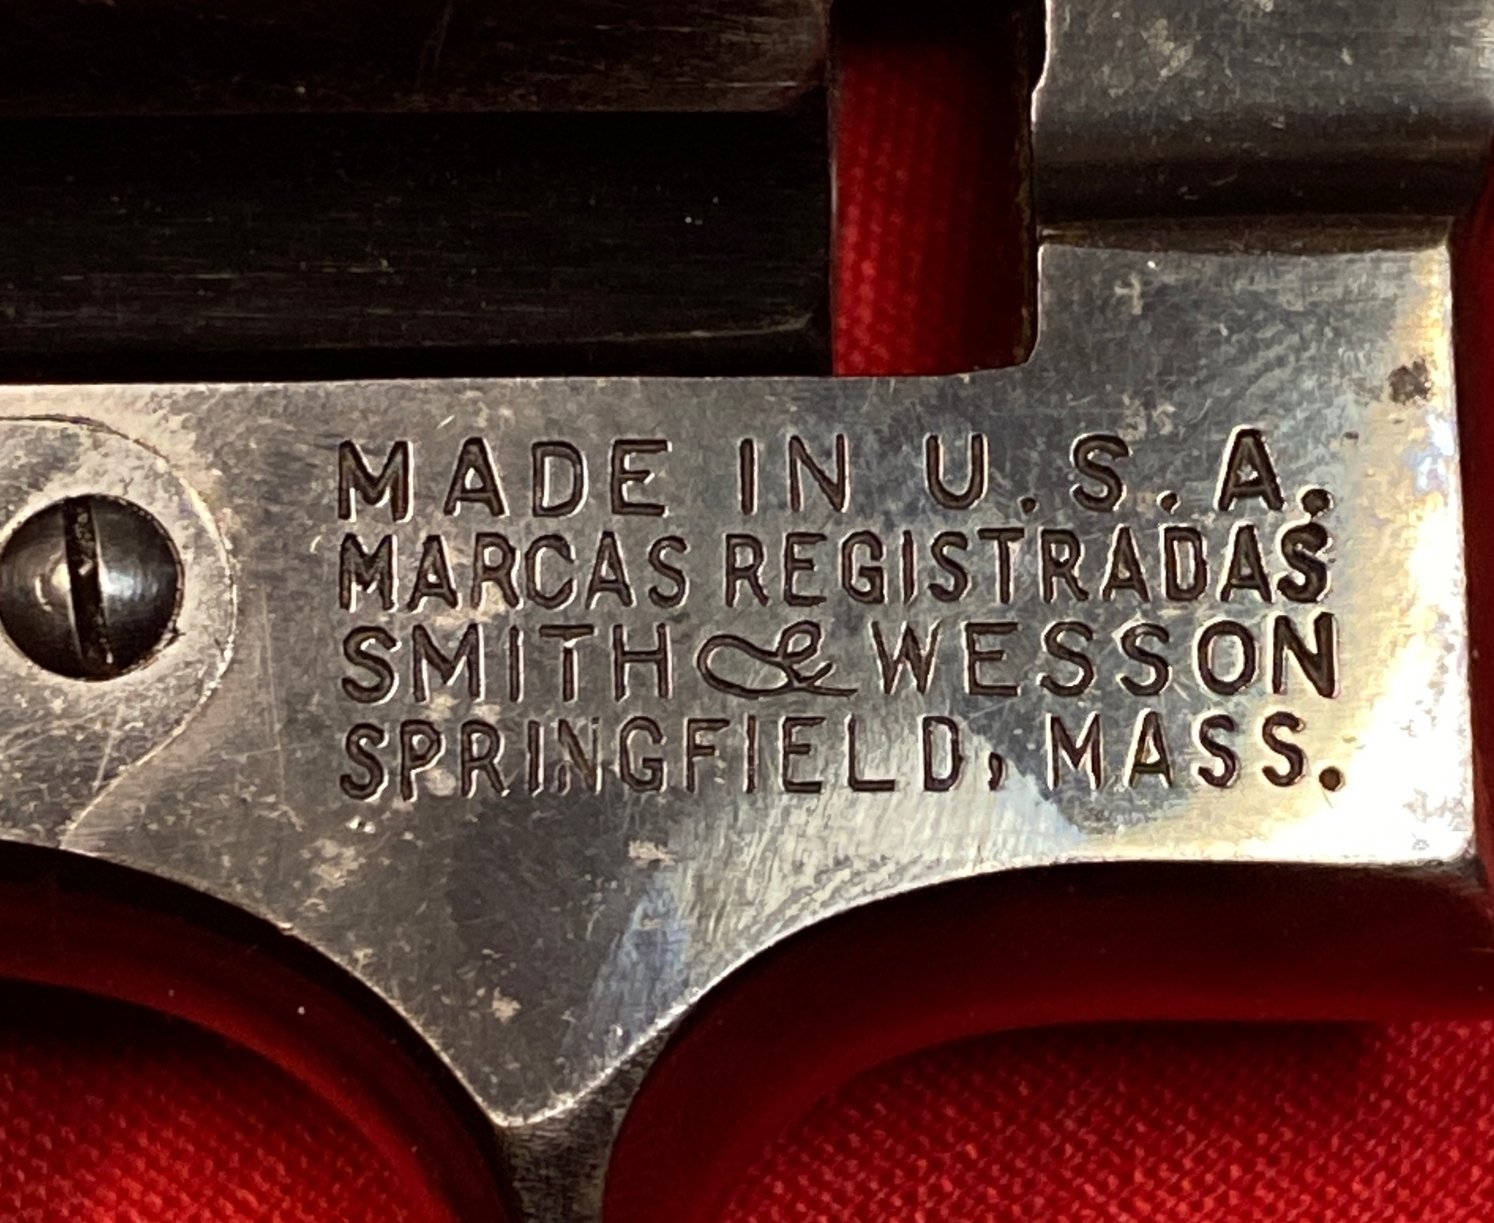 MADE IN U.S.A.
MARCAS REGISTRADAS
SMITH & WESSON
SPRINGFIELD, MASS.